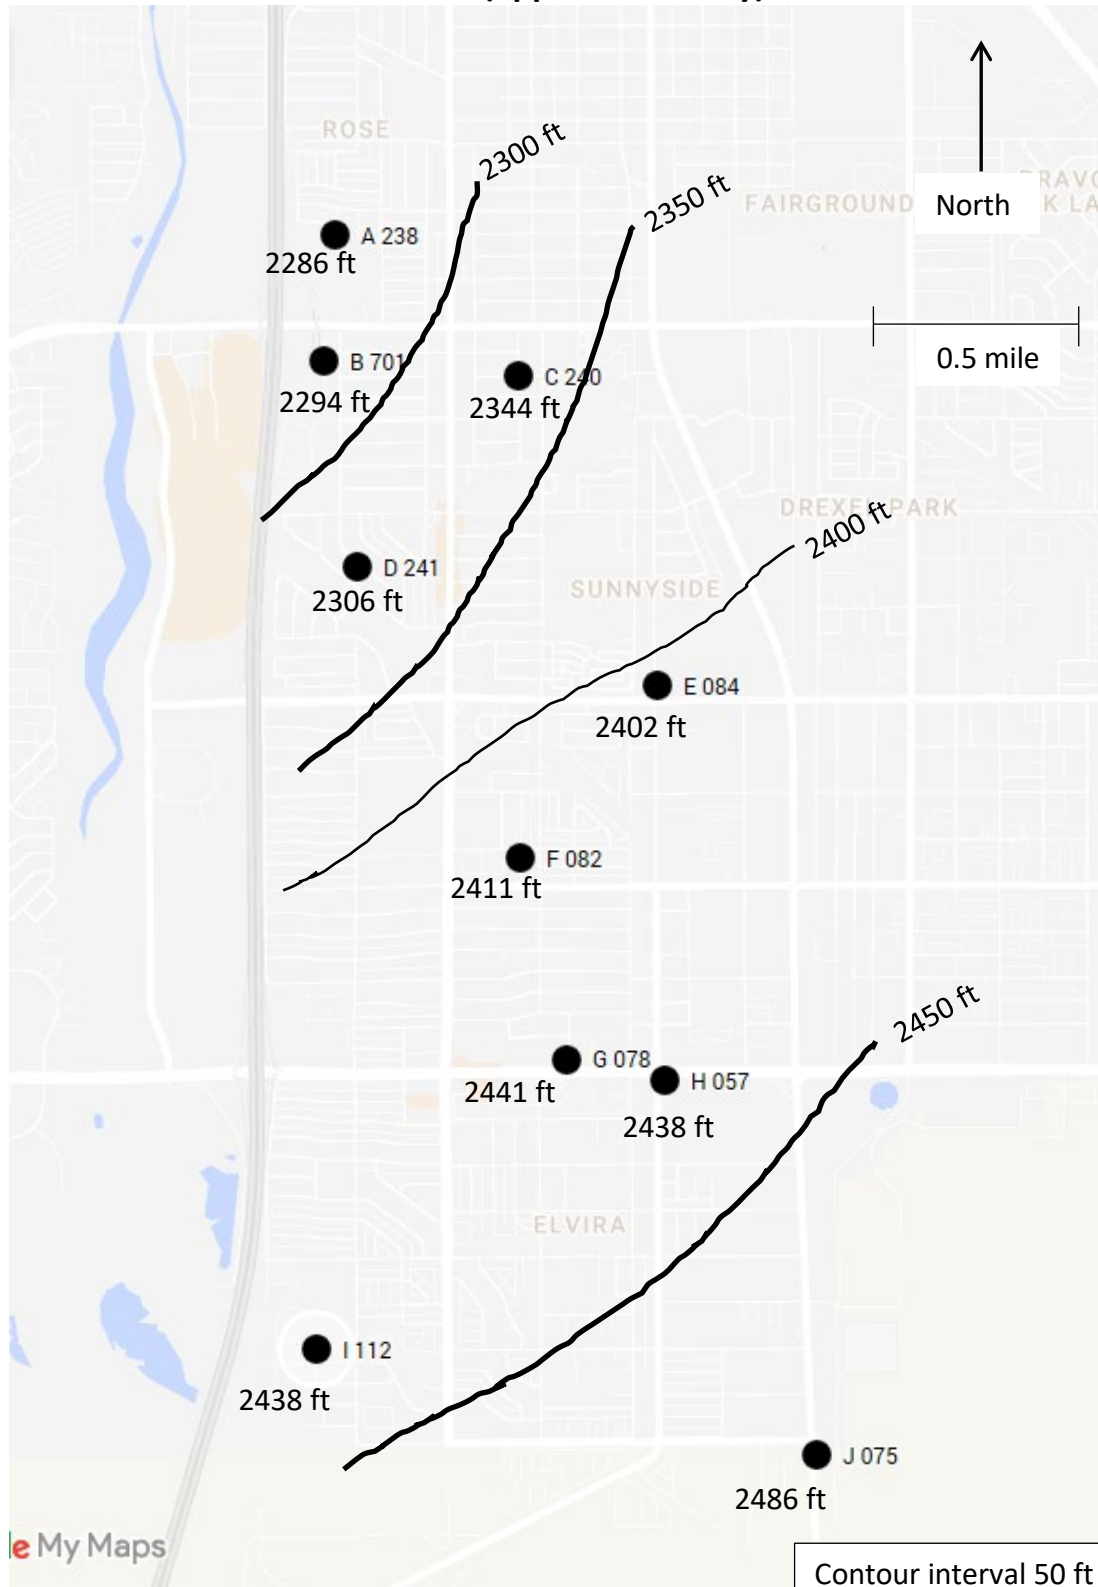 ROSE
2300 ft
2350 ft
FAIRGROUND
North
A 238
2286 ft
0.5 mile
B 701
2294 ft
C 240
2344 ft
DREXEL PARK
2400 ft
D 241
2306 ft
SUNNYSIDE
E 084
2402 ft
F 082
2411 ft
2450 ft
G 078
2441 ft
H 057
2438 ft
ELVIRA
I 112
2438 ft
J 075
2486 ft
e My Maps
Contour interval 50 ft